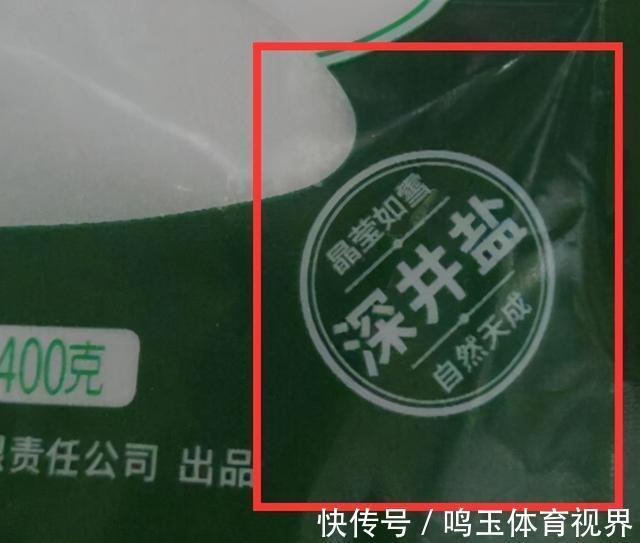 晶莹如雪
深井盐
自然天成
400克
责任公司 出品
快传号 / 鸣玉体育视界